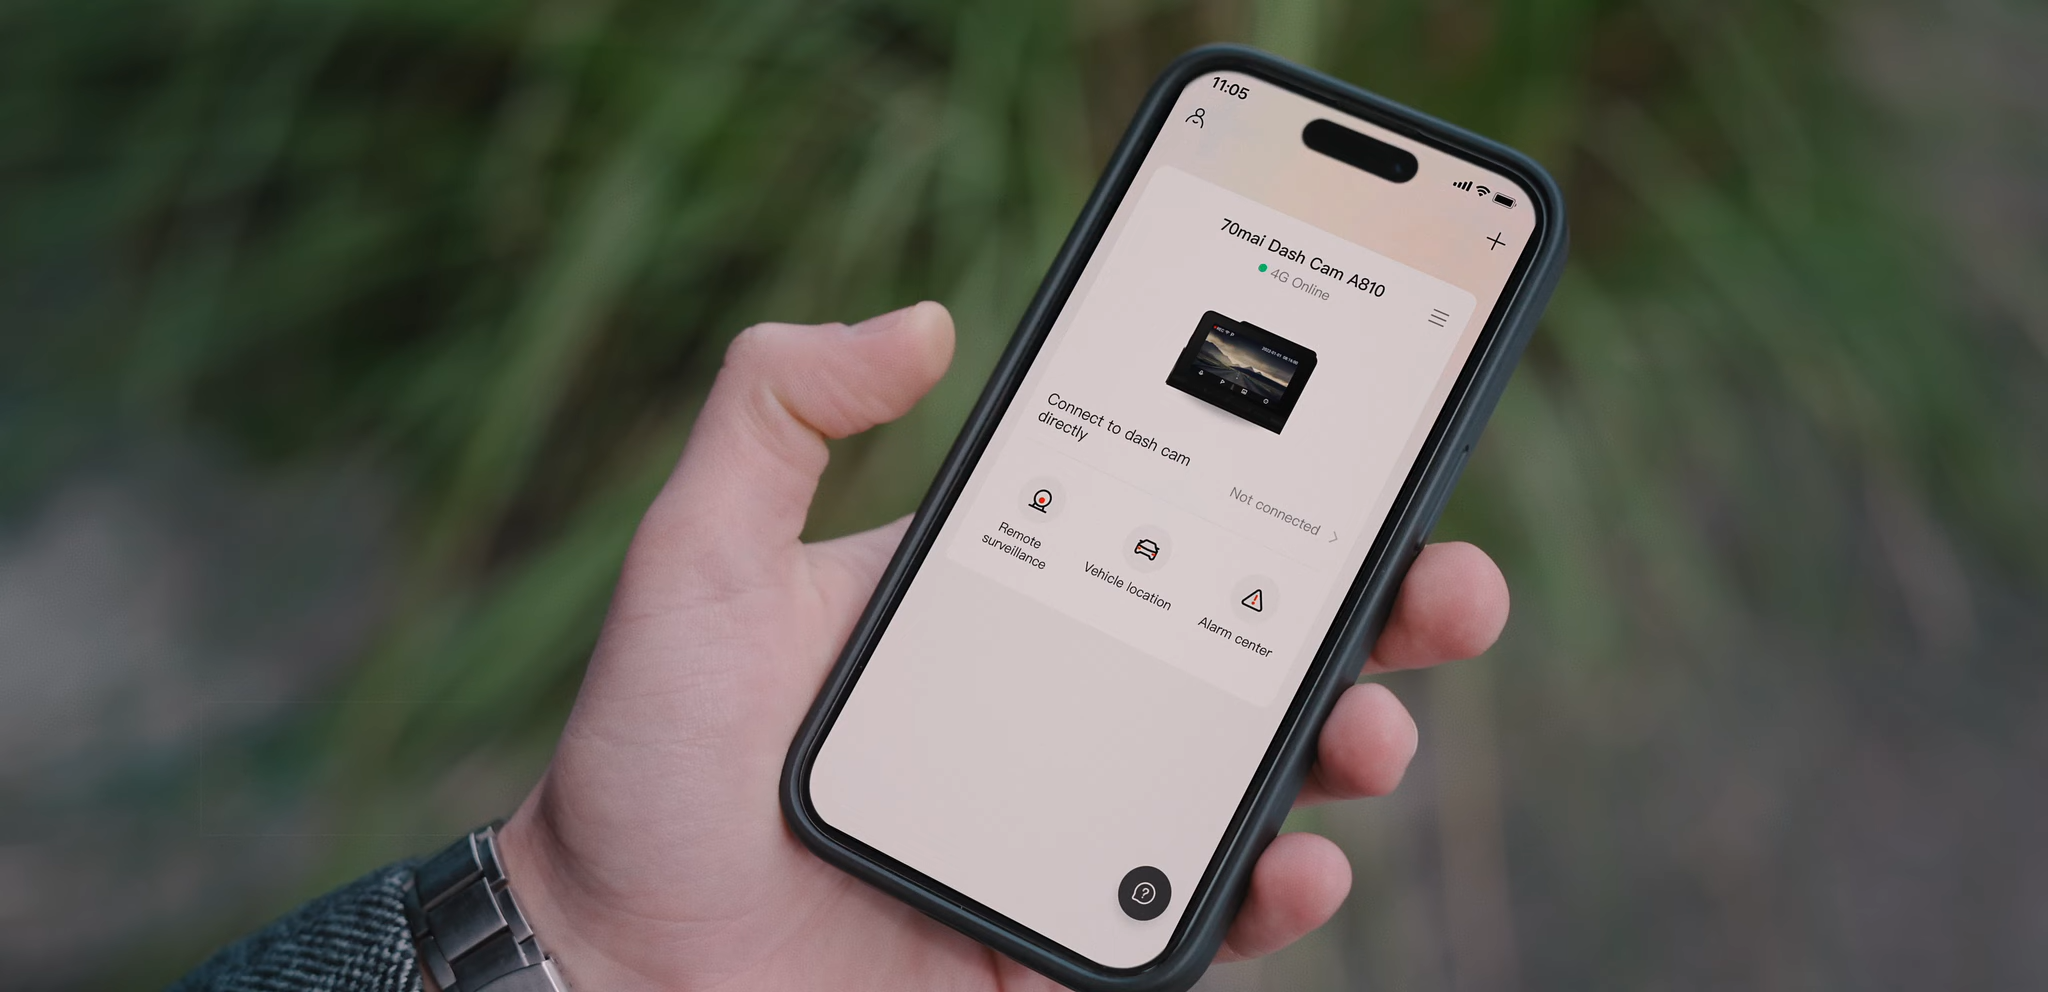 11:05
70mai Dash Cam A810
4G Online
Connect to dash cam
directly
Not connected
Remote
surveillance
Vehicle location
Alarm center